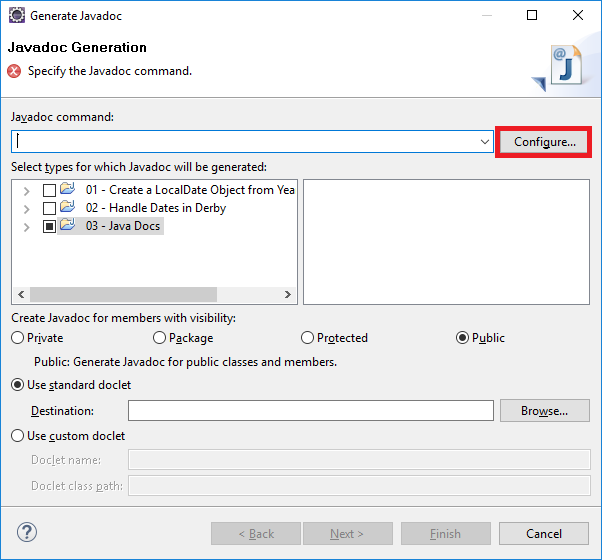 Generate Javadoc
Javadoc Generation
Specify the Javadoc command.
Javadoc command:
Configure...
Select types for which Javadoc will be generated:
01 - Create a LocalDate Object from Yea
02 - Handle Dates in Derby
03 - Java Docs
Create Javadoc for members with visibility:
Private Package Protected Public
Public: Generate Javadoc for public classes and members.
Use standard doclet
Destination: Browse...
Use custom doclet
Doclet name:
Doclet class path:
? < Back Next > Finish Cancel